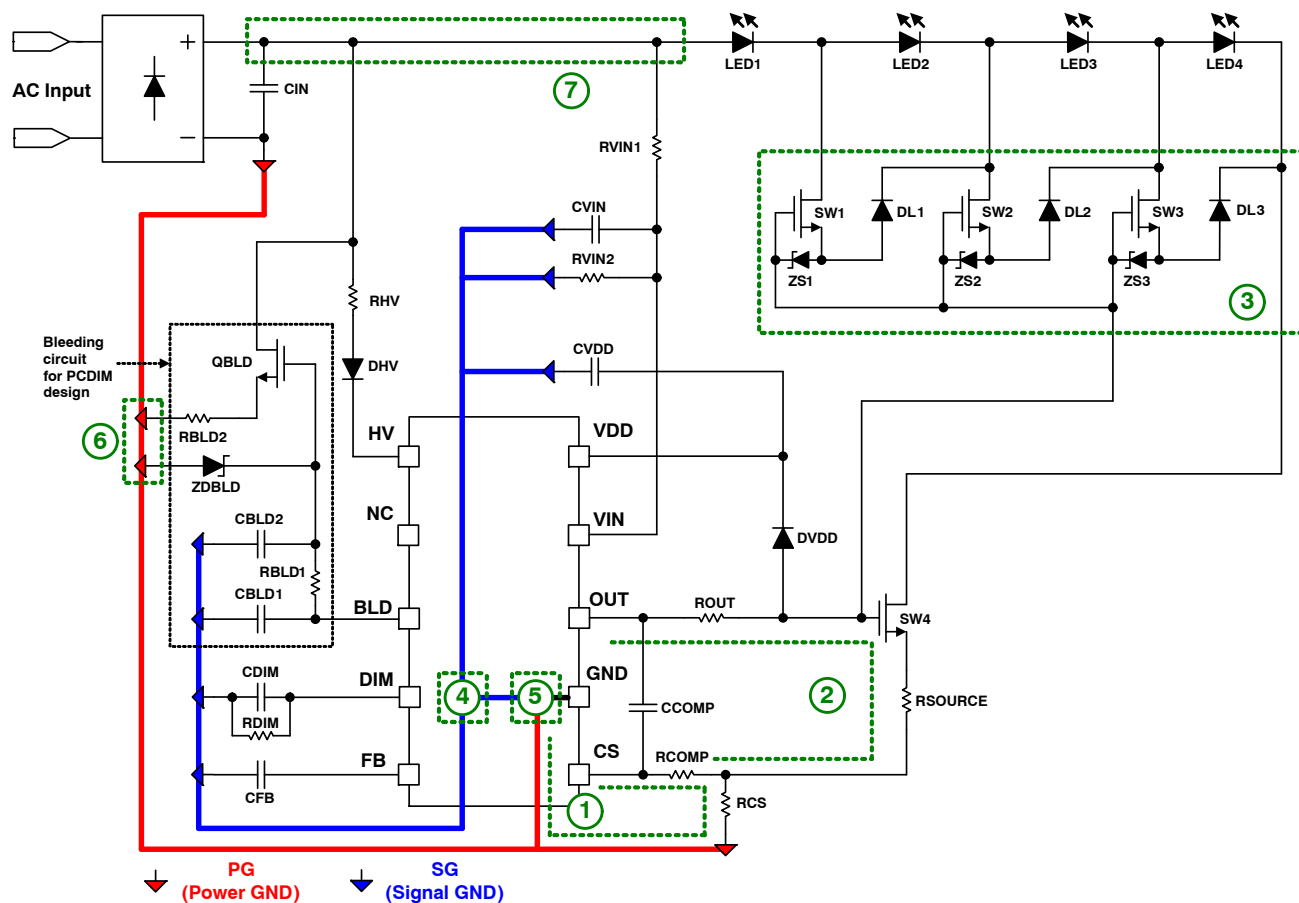 LED1
LED2
LED3
LED4
+
AC Input
CIN
7
−
RVIN1
SW1
DL1
SW2
DL2
SW3
DL3
CVIN
RVIN2
ZS1
ZS2
ZS3
3
RHV
Bleeding
circuit
for PCDIM
design
QBLD
DHV
CVDD
6
RBLD2
HV
VDD
ZDBLD
NC
VIN
DVDD
CBLD2
RBLD1
CBLD1
BLD
OUT
ROUT
SW4
CDIM
DIM
GND
4
5
2
RDIM
CCOMP
RSOURCE
FB
CS
RCOMP
CFB
1
RCS
PG
(Power GND)
SG
(Signal GND)